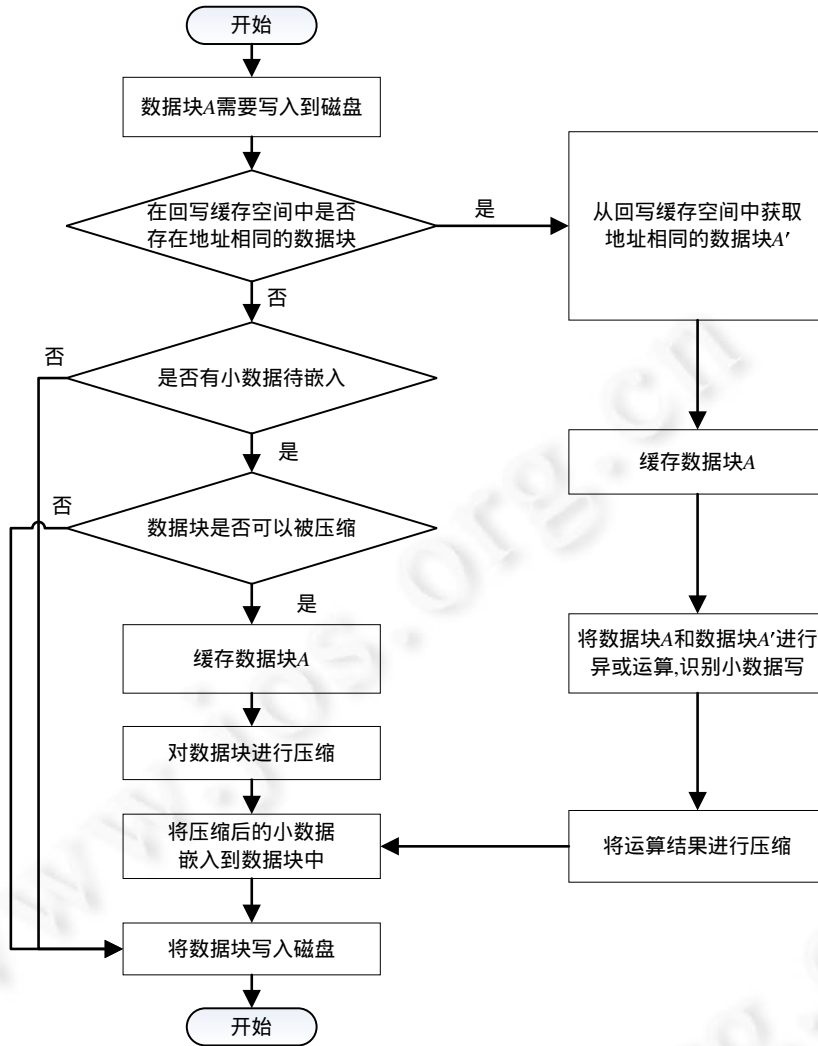 开始
数据块A需要写入到磁盘
在回写缓存空间中是否
存在地址相同的数据块
是
从回写缓存空间中获取
地址相同的数据块A′
否
否
是否有小数据待嵌入
是
缓存数据块A
否
数据块是否可以被压缩
是
缓存数据块A
将数据块A和数据块A′进行
异或运算,识别小数据写
对数据块进行压缩
将压缩后的小数据
嵌入到数据块中
将运算结果进行压缩
将数据块写入磁盘
开始
www.jos.org.cn